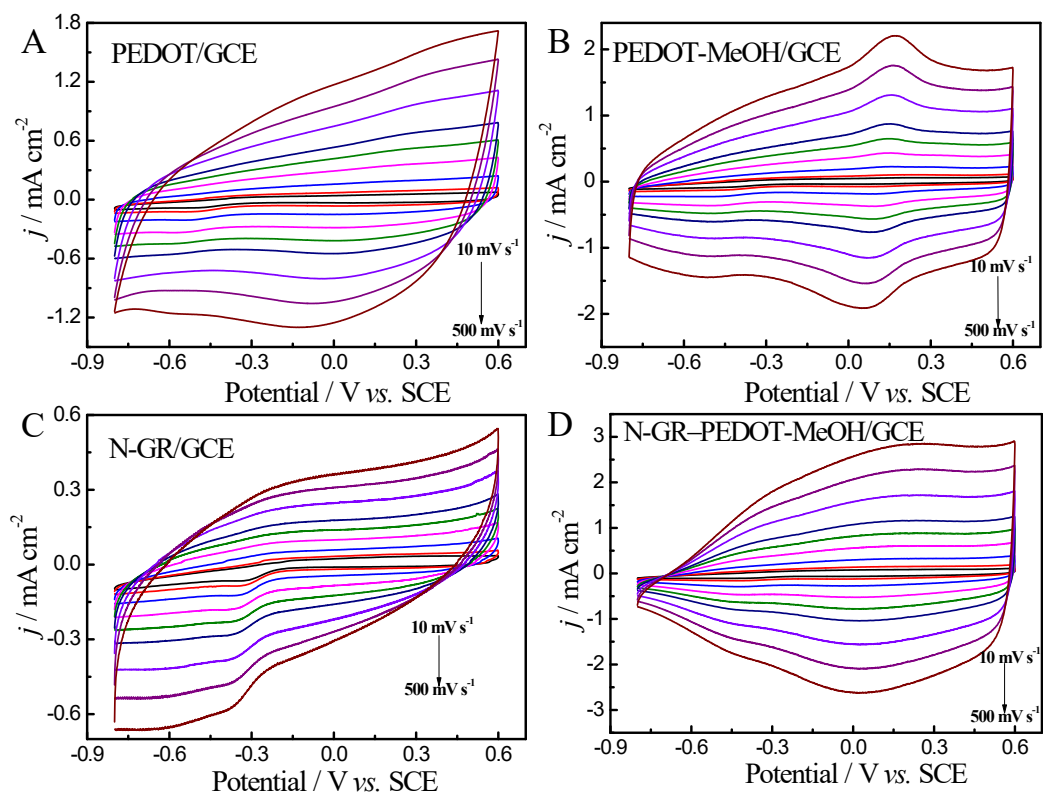 A
PEDOT/GCE
j / mA cm⁻²
1.8
1.2
0.6
0.0
-0.6
-1.2
10 mV s⁻¹
500 mV s⁻¹
-0.9 -0.6 -0.3 0.0 0.3 0.6
Potential / V vs. SCE
B
PEDOT-MeOH/GCE
j / mA cm⁻²
2
1
0
-1
-2
10 mV s⁻¹
500 mV s⁻¹
-0.9 -0.6 -0.3 0.0 0.3 0.6
Potential / V vs. SCE
C
N-GR/GCE
j / mA cm⁻²
0.6
0.3
0.0
-0.3
-0.6
10 mV s⁻¹
500 mV s⁻¹
-0.9 -0.6 -0.3 0.0 0.3 0.6
Potential / V vs. SCE
D
N-GR–PEDOT-MeOH/GCE
j / mA cm⁻²
3
2
1
0
-1
-2
-3
10 mV s⁻¹
500 mV s⁻¹
-0.9 -0.6 -0.3 0.0 0.3 0.6
Potential / V vs. SCE